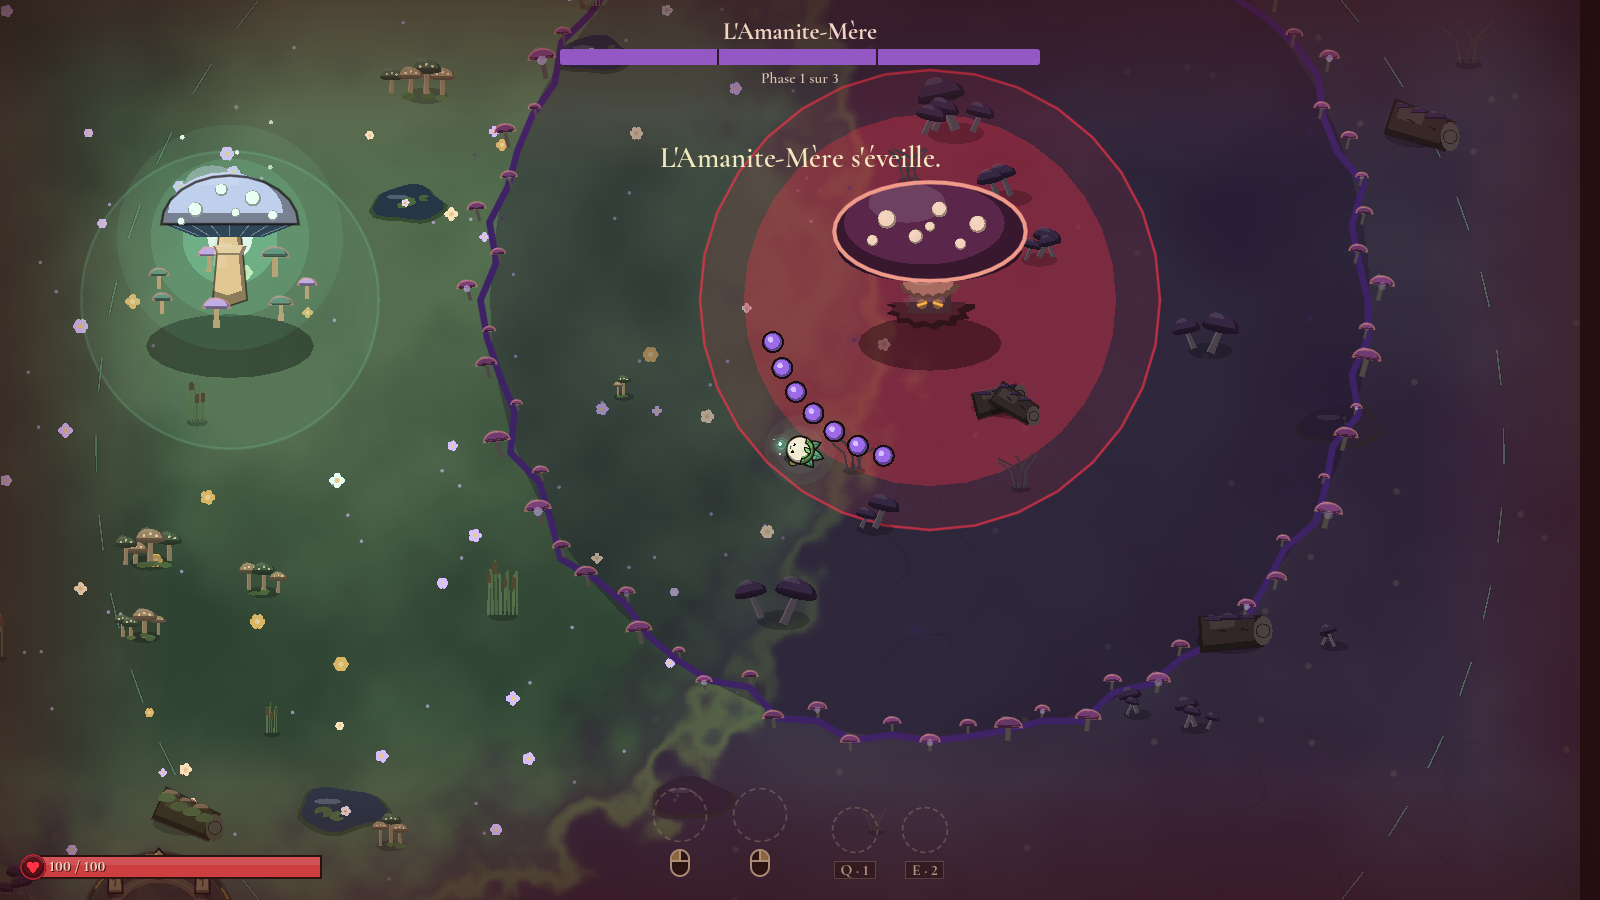 L'Amanite-Mère
Phase 1 sur 3
L'Amanite-Mère s'éveille.
100 / 100
Q · 1
E · 2